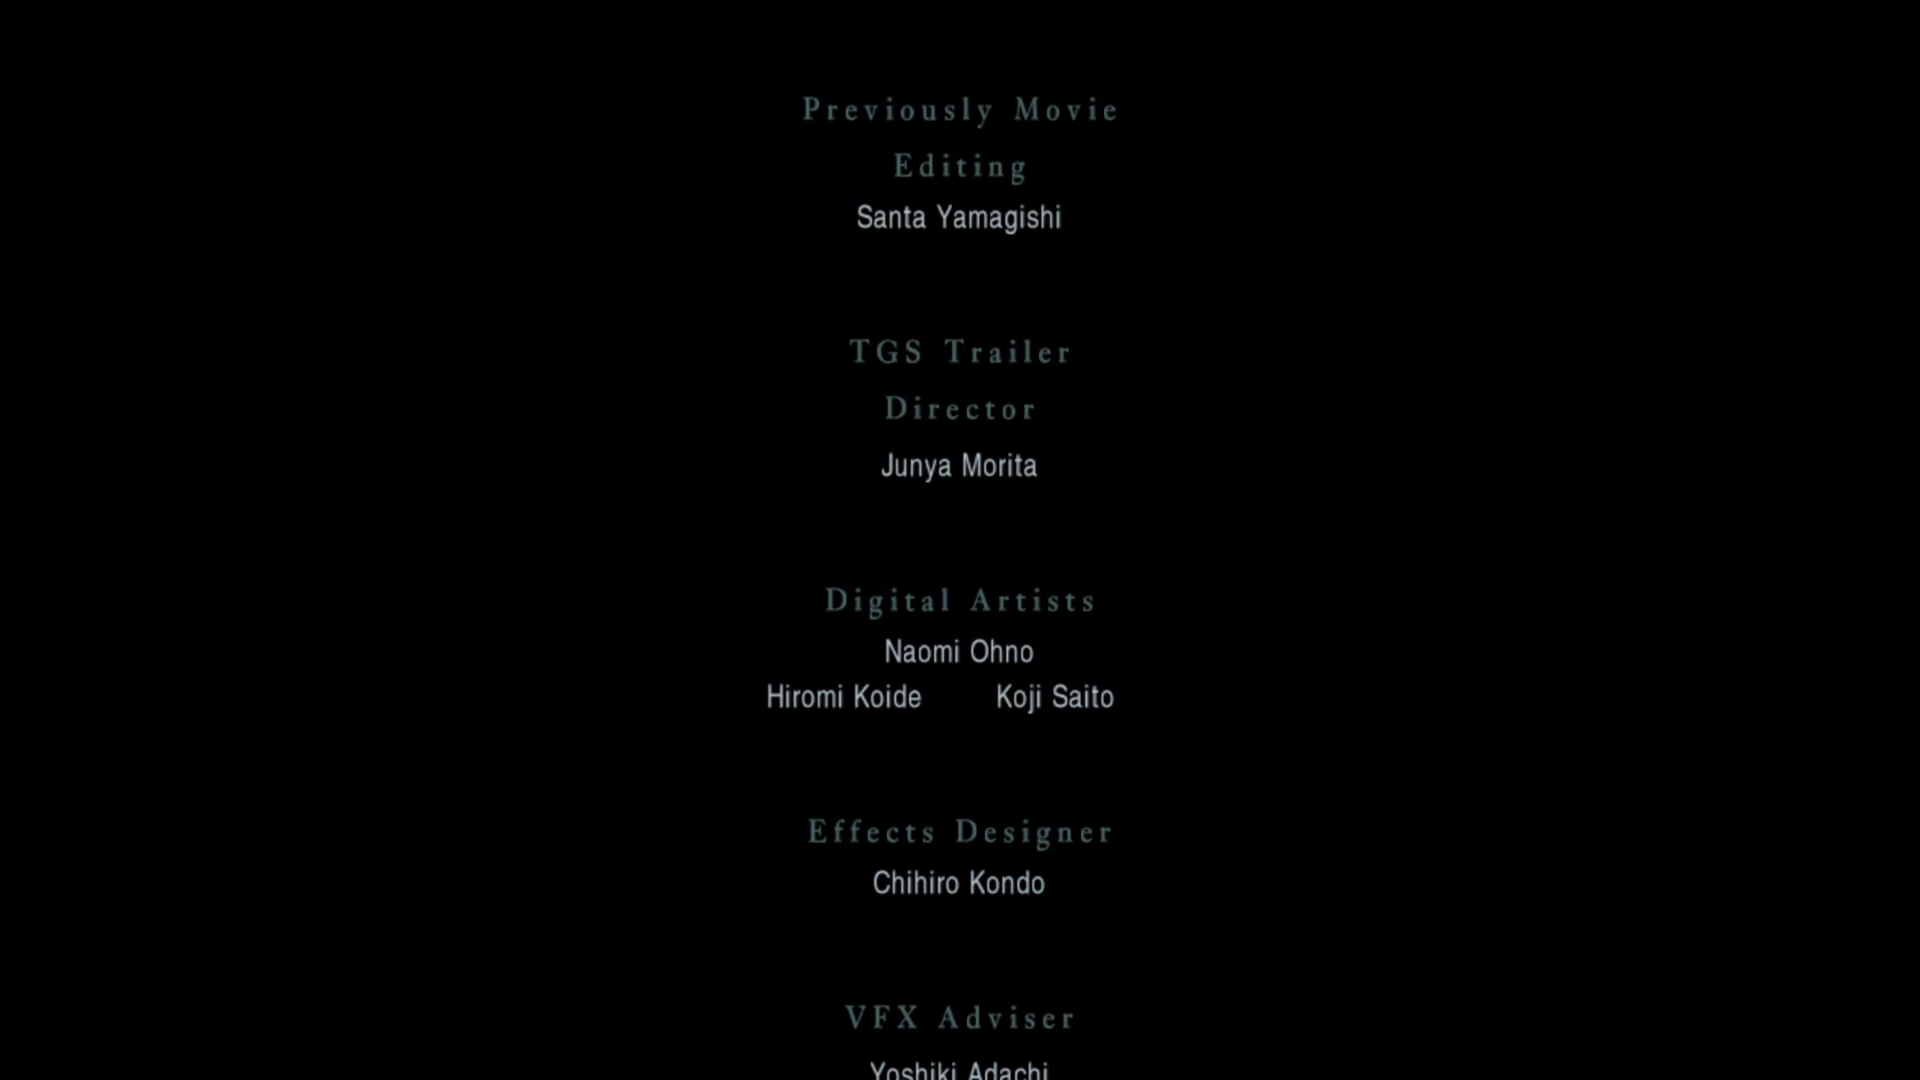 Previously Movie
Editing
Santa Yamagishi
TGS Trailer
Director
Junya Morita
Digital Artists
Naomi Ohno
Hiromi Koide Koji Saito
Effects Designer
Chihiro Kondo
VFX Adviser
Yoshiki Adachi